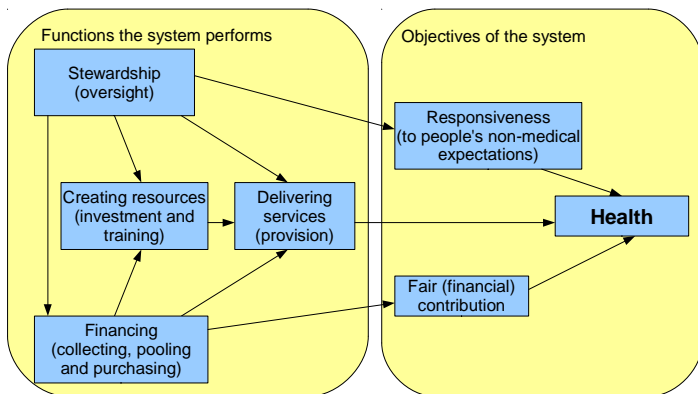 Functions the system performs
Stewardship
(oversight)
Creating resources
(investment and
training)
Delivering
services
(provision)
Financing
(collecting, pooling
and purchasing)
Objectives of the system
Responsiveness
(to people's non-medical
expectations)
Health
Fair (financial)
contribution